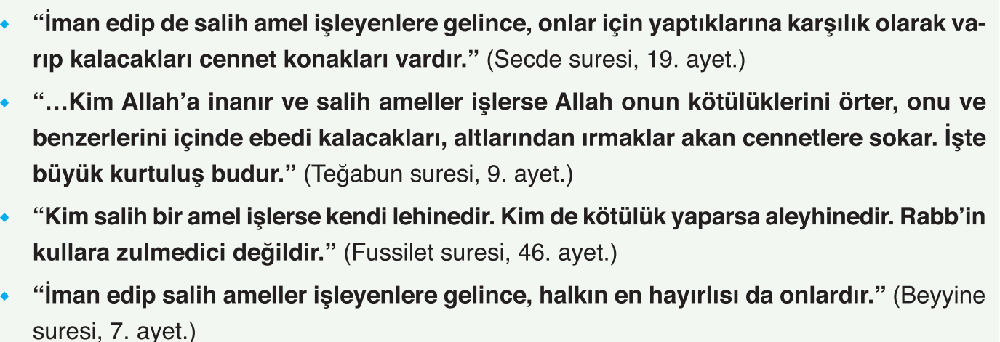 “İman edip de salih amel işleyenlere gelince, onlar için yaptıklarına karşılık olarak va-
rıp kalacakları cennet konakları vardır.” (Secde suresi, 19. ayet.)
“…Kim Allah’a inanır ve salih ameller işlerse Allah onun kötülüklerini örter, onu ve
benzerlerini içinde ebedi kalacakları, altlarından ırmaklar akan cennetlere sokar. İşte
büyük kurtuluş budur.” (Teğabun suresi, 9. ayet.)
“Kim salih bir amel işlerse kendi lehinedir. Kim de kötülük yaparsa aleyhinedir. Rabb’in
kullara zulmedici değildir.” (Fussilet suresi, 46. ayet.)
“İman edip salih ameller işleyenlere gelince, halkın en hayırlısı da onlardır.” (Beyyine
suresi, 7. ayet.)